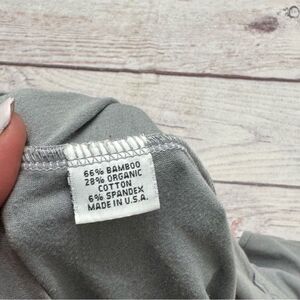 66% BAMBOO
28% ORGANIC
COTTON
6% SPANDEX
MADE IN U.S.A.